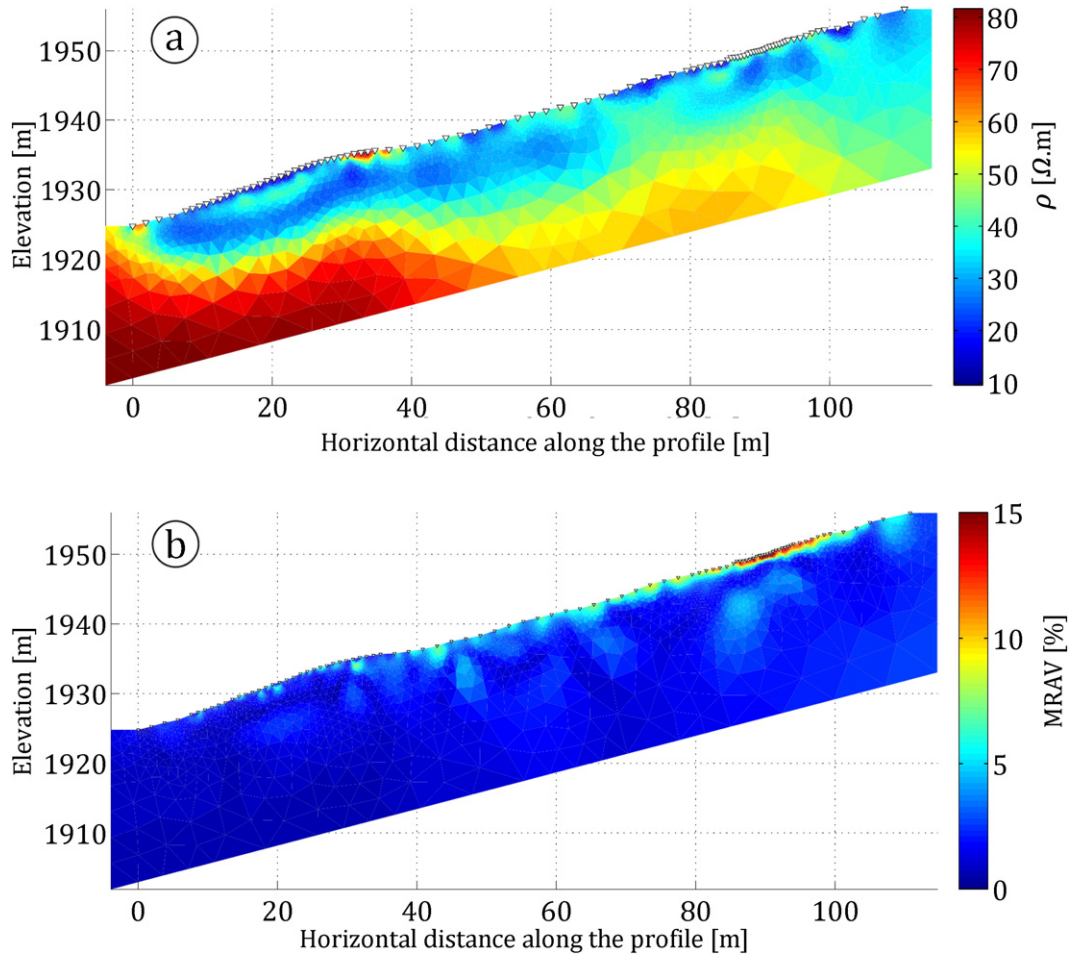 a
1950
1940
1930
1920
1910
Elevation [m]
0 20 40 60 80 100
Horizontal distance along the profile [m]
80
70
60
50
40
30
20
10
ρ [Ω.m]
b
1950
1940
1930
1920
1910
Elevation [m]
0 20 40 60 80 100
Horizontal distance along the profile [m]
15
10
5
0
MRAV [%]